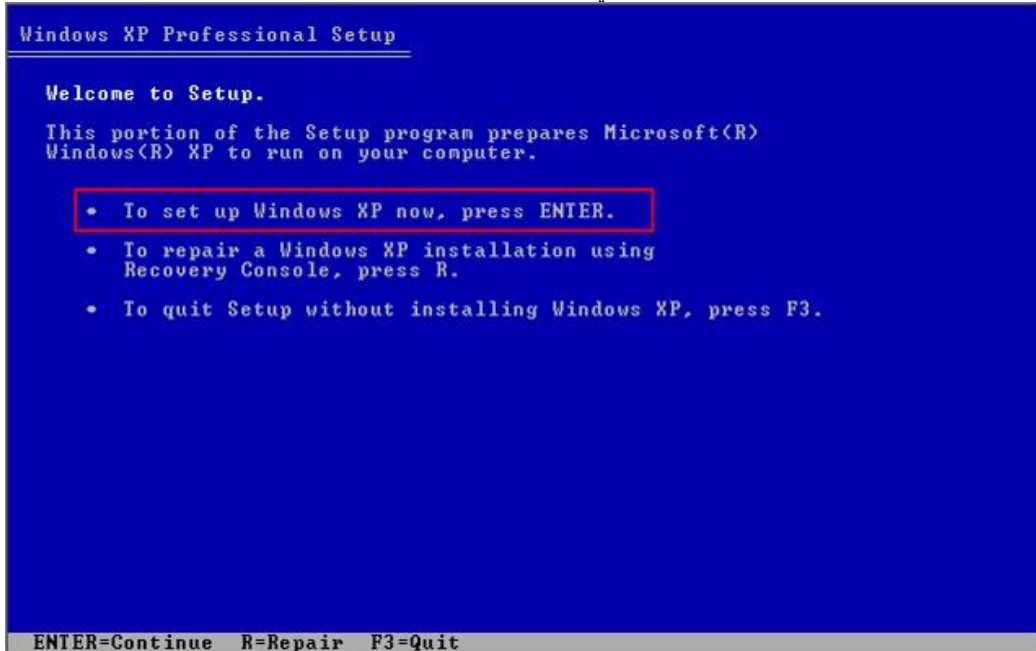 Windows XP Professional Setup
Welcome to Setup.
This portion of the Setup program prepares Microsoft(R)
Windows(R) XP to run on your computer.
• To set up Windows XP now, press ENTER.
• To repair a Windows XP installation using
Recovery Console, press R.
• To quit Setup without installing Windows XP, press F3.
ENTER=Continue R=Repair F3=Quit